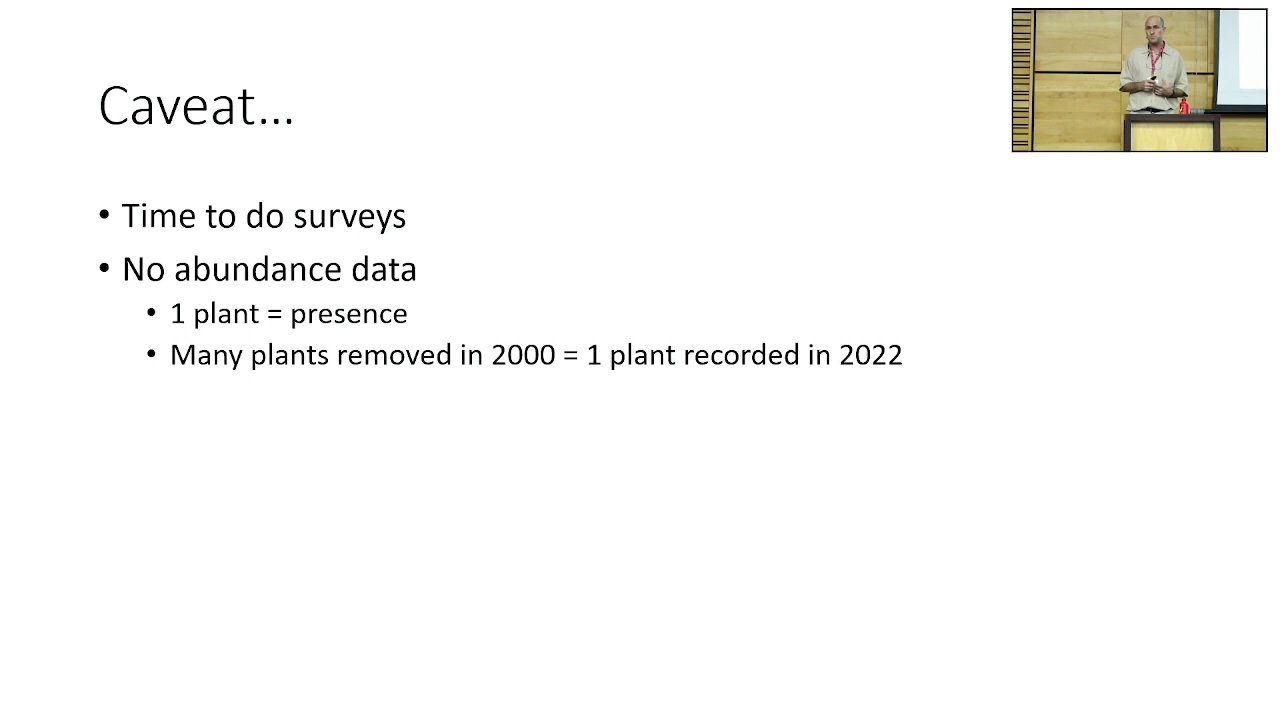 Caveat...
• Time to do surveys
• No abundance data
• 1 plant = presence
• Many plants removed in 2000 = 1 plant recorded in 2022